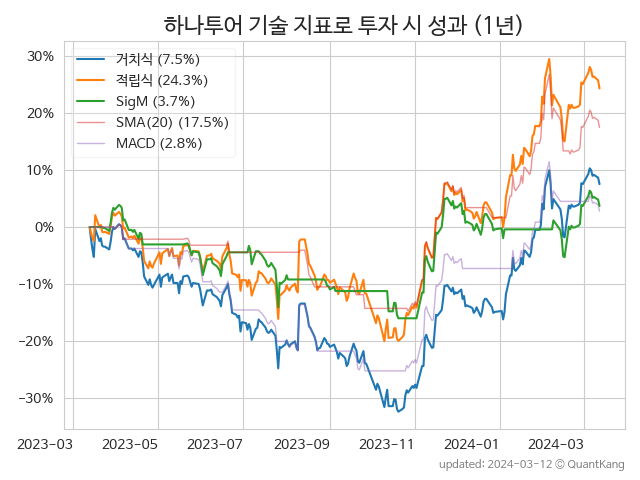 하나투어 기술 지표로 투자 시 성과 (1년)
거치식 (7.5%)
적립식 (24.3%)
SigM (3.7%)
SMA(20) (17.5%)
MACD (2.8%)
30%
20%
10%
0%
−10%
−20%
−30%
2023-03 2023-05 2023-07 2023-09 2023-11 2024-01 2024-03
updated: 2024-03-12 © QuantKang